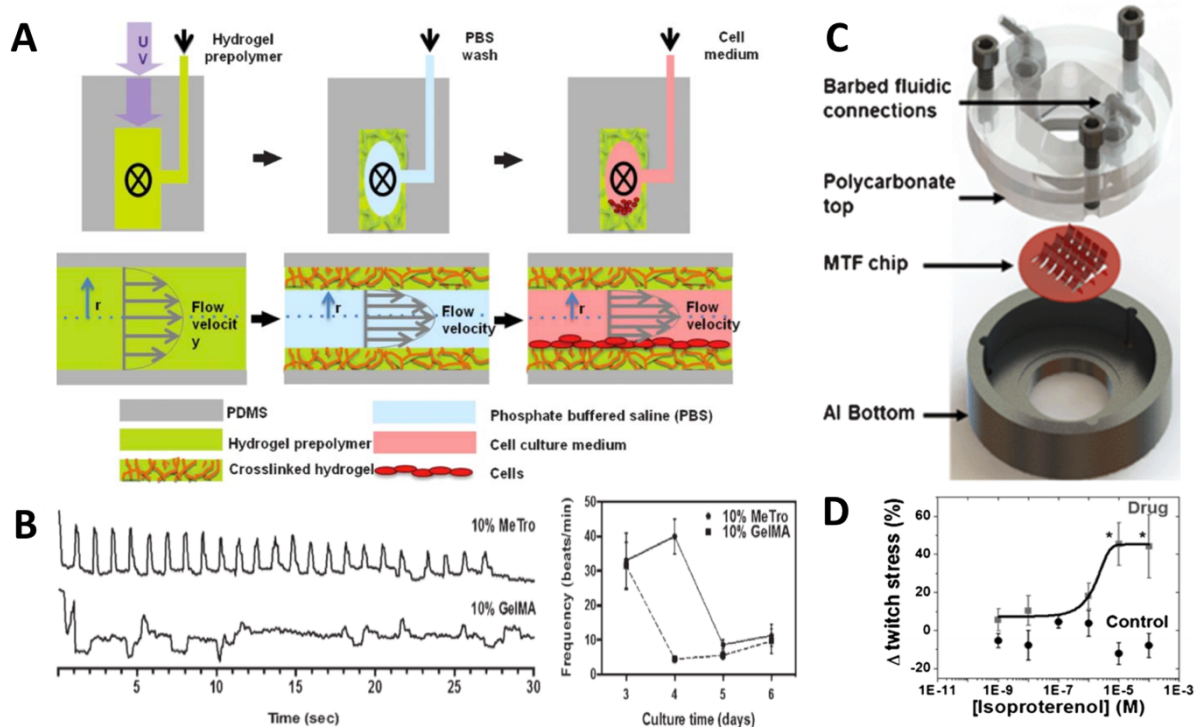 A
U
V
Hydrogel
prepolymer
PBS
wash
Cell
medium
r
Flow
velocit
y
r
Flow
velocity
r
Flow
velocity
PDMS
Phosphate buffered saline (PBS)
Hydrogel prepolymer
Cell culture medium
Crosslinked hydrogel
Cells
B
10% MeTro
10% GelMA
5
10
15
20
25
30
Time (sec)
Frequency (beats/min)
50
40
30
20
10
0
10% MeTro
10% GelMA
3
4
5
6
Culture time (days)
C
Barbed fluidic
connections
Polycarbonate
top
MTF chip
Al Bottom
D
Δ twitch stress (%)
60
40
20
0
-20
Drug
*
*
Control
1E-11
1E-9
1E-7
1E-5
1E-3
[Isoproterenol] (M)